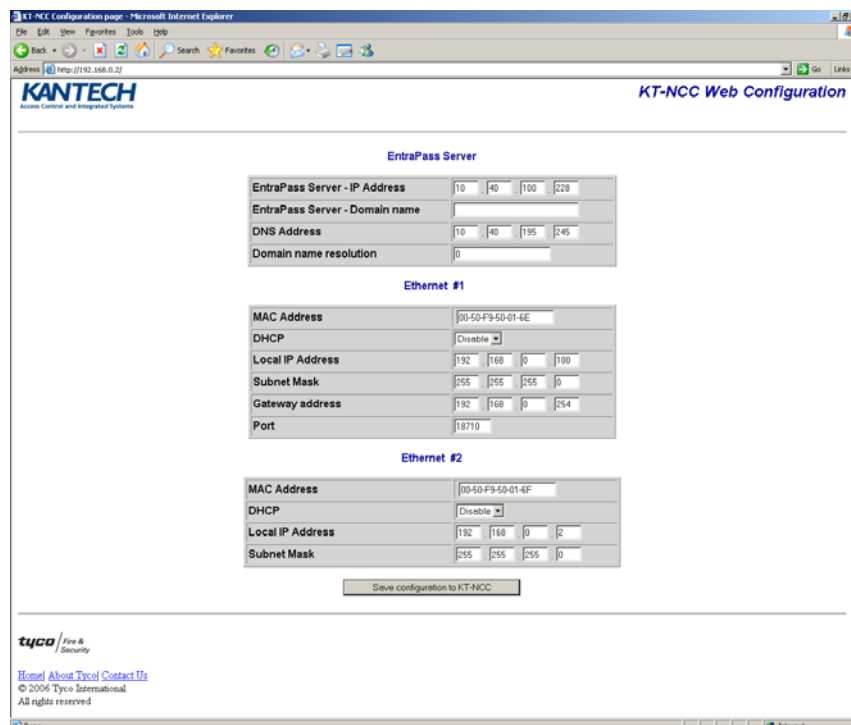 KT-NCC Configuration page - Microsoft Internet Explorer
File Edit View Favorites Tools Help
Back Search Favorites
Address http://192.168.0.2/ Go Links
KANTECH
Access Control and Integrated Systems
KT-NCC Web Configuration
EntraPass Server
EntraPass Server - IP Address 10 . 40 . 100 . 228
EntraPass Server - Domain name
DNS Address 10 . 40 . 195 . 245
Domain name resolution 0
Ethernet #1
MAC Address 00-50-F9-50-01-6E
DHCP Disable
Local IP Address 192 . 168 . 0 . 100
Subnet Mask 255 . 255 . 255 . 0
Gateway address 192 . 168 . 0 . 254
Port 18710
Ethernet #2
MAC Address 00-50-F9-50-01-6F
DHCP Disable
Local IP Address 192 . 168 . 0 . 2
Subnet Mask 255 . 255 . 255 . 0
Save configuration to KT-NCC
tyco / Fire & Security
Home| About Tyco| Contact Us
© 2006 Tyco International.
All rights reserved